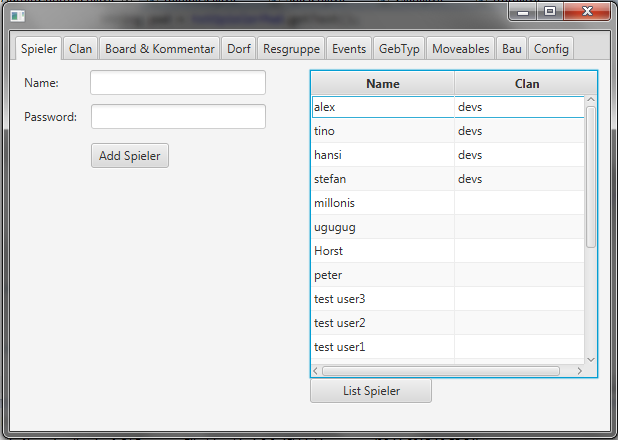 Spieler Clan Board & Kommentar Dorf Resgruppe Events GebTyp Moveables Bau Config
Name:
Password:
Add Spieler
Name Clan
alex devs
tino devs
hansi devs
stefan devs
millonis
ugugug
Horst
peter
test user3
test user2
test user1
List Spieler